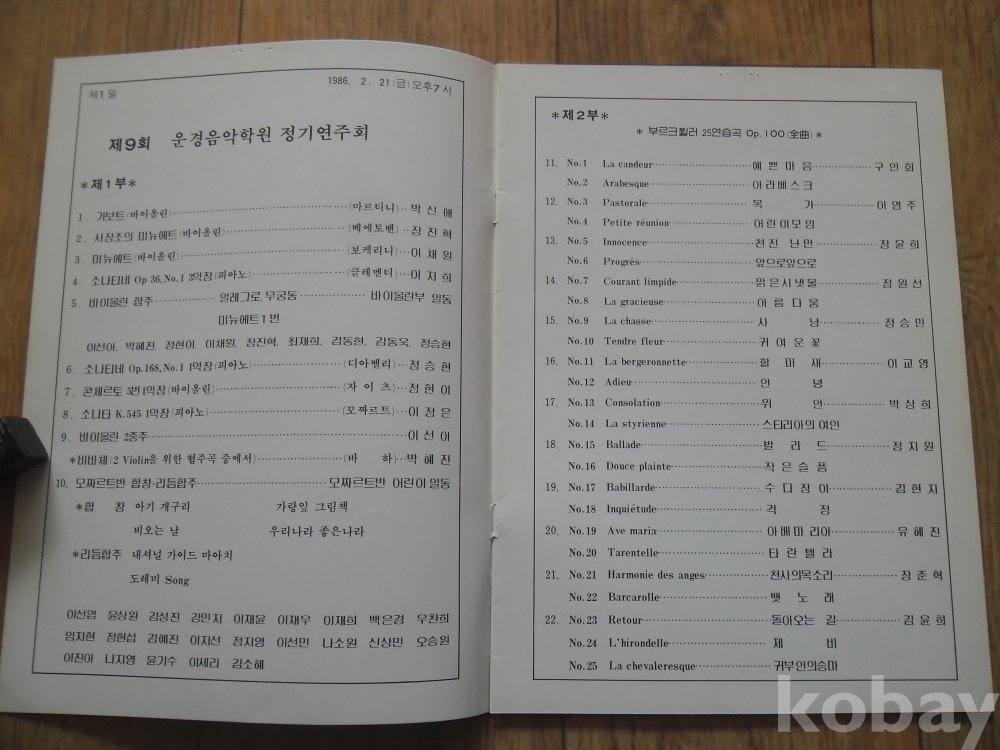 제1일
1986. 2. 21(금)오후7시
제9회 운경음악학원 정기연주회
*제1부*
1. 가보트(바이올린) (마르티니) 박신애
2. 사장조의 미뉴에트(바이올린) (베에토벤) 장진혁
3. 미뉴에트(바이올린) (보케리니) 이채원
4. 소나티네 Op 36, No.1 3악장(피아노) (클레멘티) 이지희
5. 바이올린 합주 알레그로, 무궁동 바이올린부 일동
미뉴에트1번
이선아, 박혜진, 정현이, 이채원, 장진혁, 최재희, 김동현, 김동욱, 정승현
6. 소나티네 Op.168, No.1 1악장(피아노) (디아벨리) 정승현
7. 콘체르토 5번 1악장(바이올린) (자이츠) 정현이
8. 소나타 K.545 1악장(피아노) (모짜르트) 이정은
9. 바이올린 2중주 이선아
*비바체(2 Violin을 위한 협주곡 중에서) (바하) 박혜진
10. 모짜르트반 합창·리듬합주 모짜르트반 어린이일동
*합창 아기 개구리 가랑잎 그림책
비오는 날 우리나라 좋은나라
*리듬합주 내셔널 가이드 마아치
도레미 Song
이선엽 윤상원 김성진 강민지 이재윤 이재우 이재희 백은경 우찬희
엄지현 정현섭 김예진 이지선 정지영 이선민 나소원 신상민 오승원
이진아 나지영 윤기수 이세리 김소혜
*제2부*
* 부르크뮐러 25연습곡 Op.100(全曲) *
11. No.1 La candeur 예쁜마음 구인회
No.2 Arabesque 아라베스크
12. No.3 Pastorale 목가 이영주
No.4 Petite réunion 어린이모임
13. No.5 Innocence 천진 난만 장윤희
No.6 Progrés 앞으로앞으로
14. No.7 Courant limpide 맑은시냇물 정원선
No.8 La gracieuse 아름다움
15. No.9 La chasse 사냥 정승민
No.10 Tendre fleur 귀여운꽃
16. No.11 La bergeronnette 할미새 이교영
No.12 Adieu 안녕
17. No.13 Consolation 위안 박상희
No.14 La styrienne 스티리아의 여인
18. No.15 Ballade 발라드 정지원
No.16 Douce plainte 작은슬픔
19. No.17 Babillarde 수다장이 김현지
No.18 Inquiétude 걱정
20. No.19 Ave maria 아베마리아 유혜진
No.20 Tarentelle 타란텔라
21. No.21 Harmonie des anges 천사의목소리 장준혁
No.22 Barcarolle 뱃노래
22. No.23 Retour 돌아오는 길 김윤희
No.24 L'hirondelle 제비
No.25 La chevaleresque 귀부인의승마
kobay